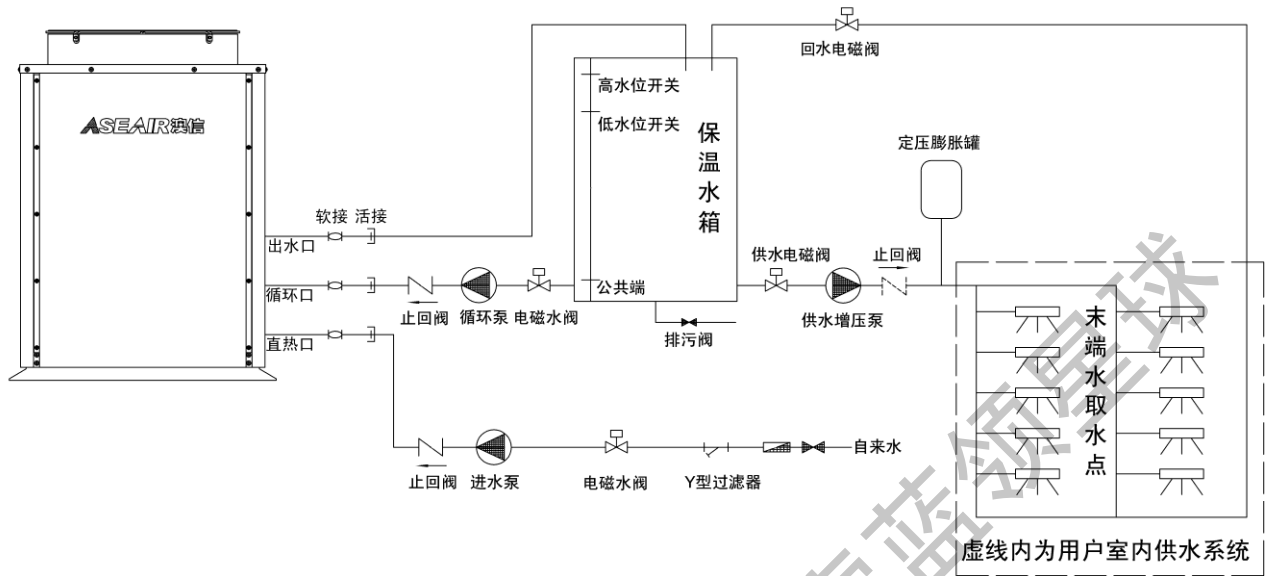 回水电磁阀
高水位开关
ASEAIR澳信
低水位开关
保温水箱
定压膨胀罐
软接 活接
出水口
供水电磁阀
止回阀
循环口
公共端
止回阀
循环泵
电磁水阀
供水增压泵
排污阀
直热口
末端水取水点
自来水
止回阀
进水泵
电磁水阀
Y型过滤器
虚线内为用户室内供水系统
蓝领星球